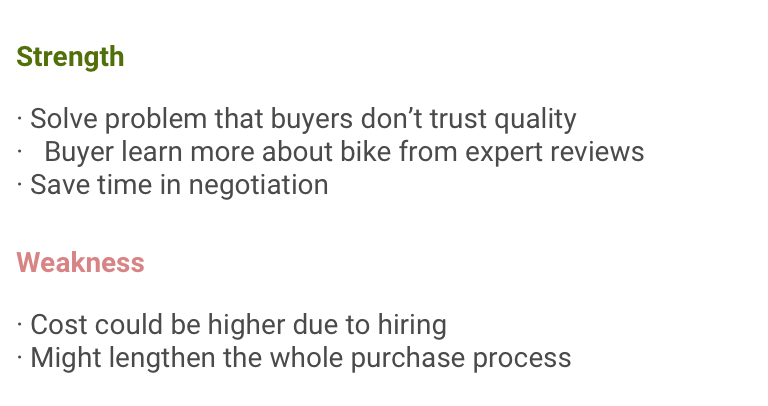 Strength
· Solve problem that buyers don’t trust quality
· Buyer learn more about bike from expert reviews
· Save time in negotiation
Weakness
· Cost could be higher due to hiring
· Might lengthen the whole purchase process